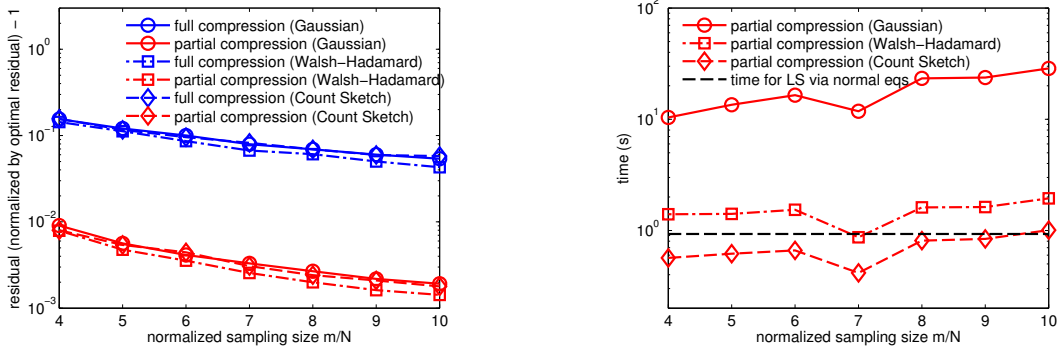 residual (normalized by optimal residual) − 1
10^0
10^−1
10^−2
10^−3
full compression (Gaussian)
partial compression (Gaussian)
full compression (Walsh−Hadamard)
partial compression (Walsh−Hadamard)
full compression (Count Sketch)
partial compression (Count Sketch)
4 5 6 7 8 9 10
normalized sampling size m/N
time (s)
10^2
10^1
10^0
partial compression (Gaussian)
partial compression (Walsh−Hadamard)
partial compression (Count Sketch)
time for LS via normal eqs
4 5 6 7 8 9 10
normalized sampling size m/N